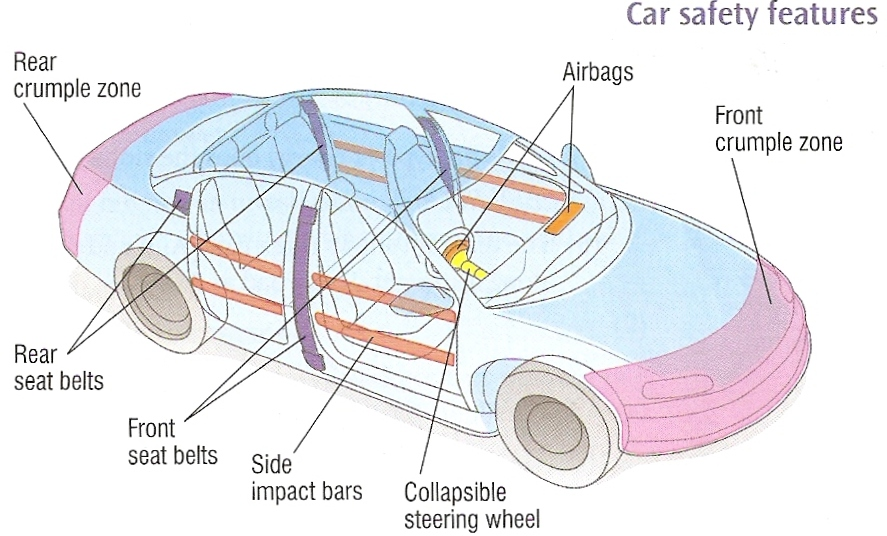 Car safety features
Rear
crumple zone
Airbags
Front
crumple zone
Rear
seat belts
Front
seat belts
Side
impact bars
Collapsible
steering wheel